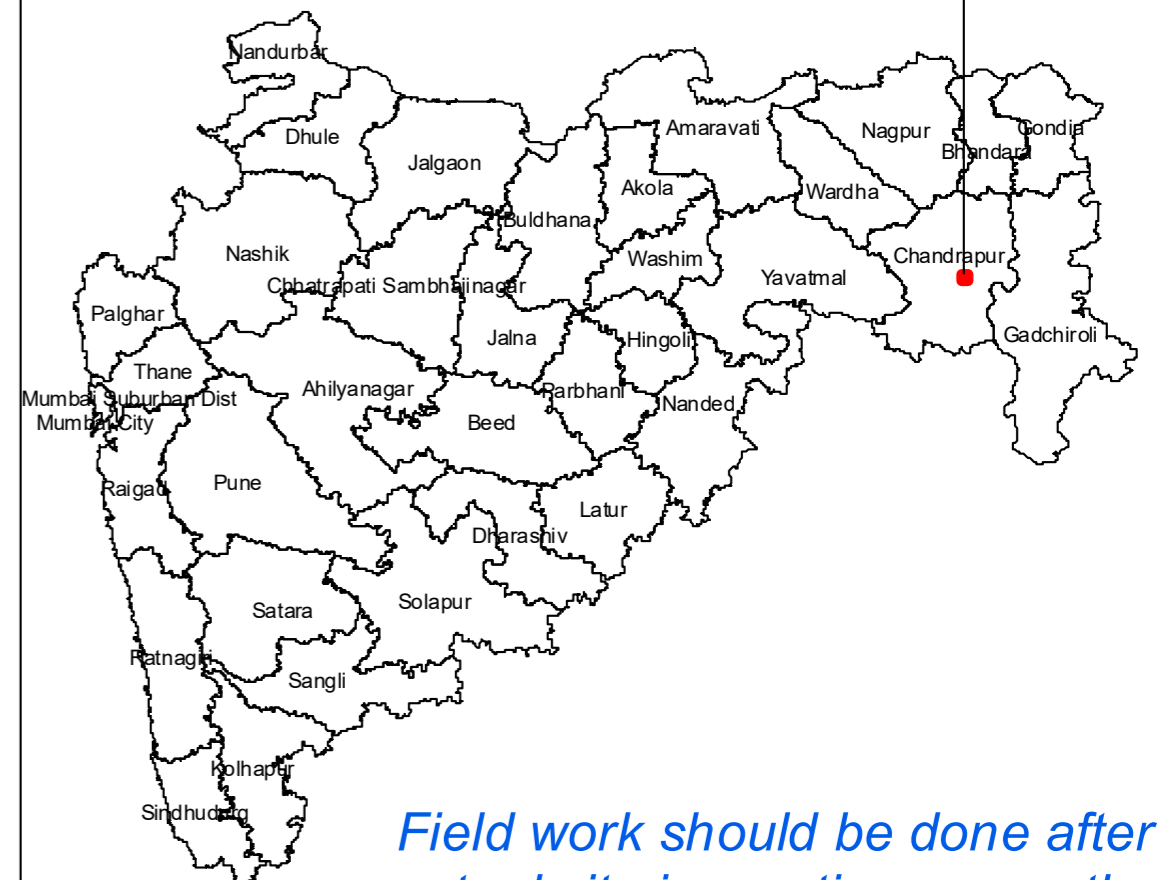 Nandurbar
Dhule
Jalgaon
Amaravati
Nagpur
Gondia
Bhandara
Akola
Wardha
Buldhana
Nashik
Washim
Chandrapur
Yavatmal
Chhatrapati Sambhajinagar
Palghar
Jalna
Hingoli
Gadchiroli
Thane
Ahilyanagar
Parbhani
Nanded
Mumbai Suburban Dist
Mumbai City
Beed
Raigad
Pune
Latur
Dharashiv
Satara
Solapur
Ratnagiri
Sangli
Kolhapur
Sindhudurg
Field work should be done after